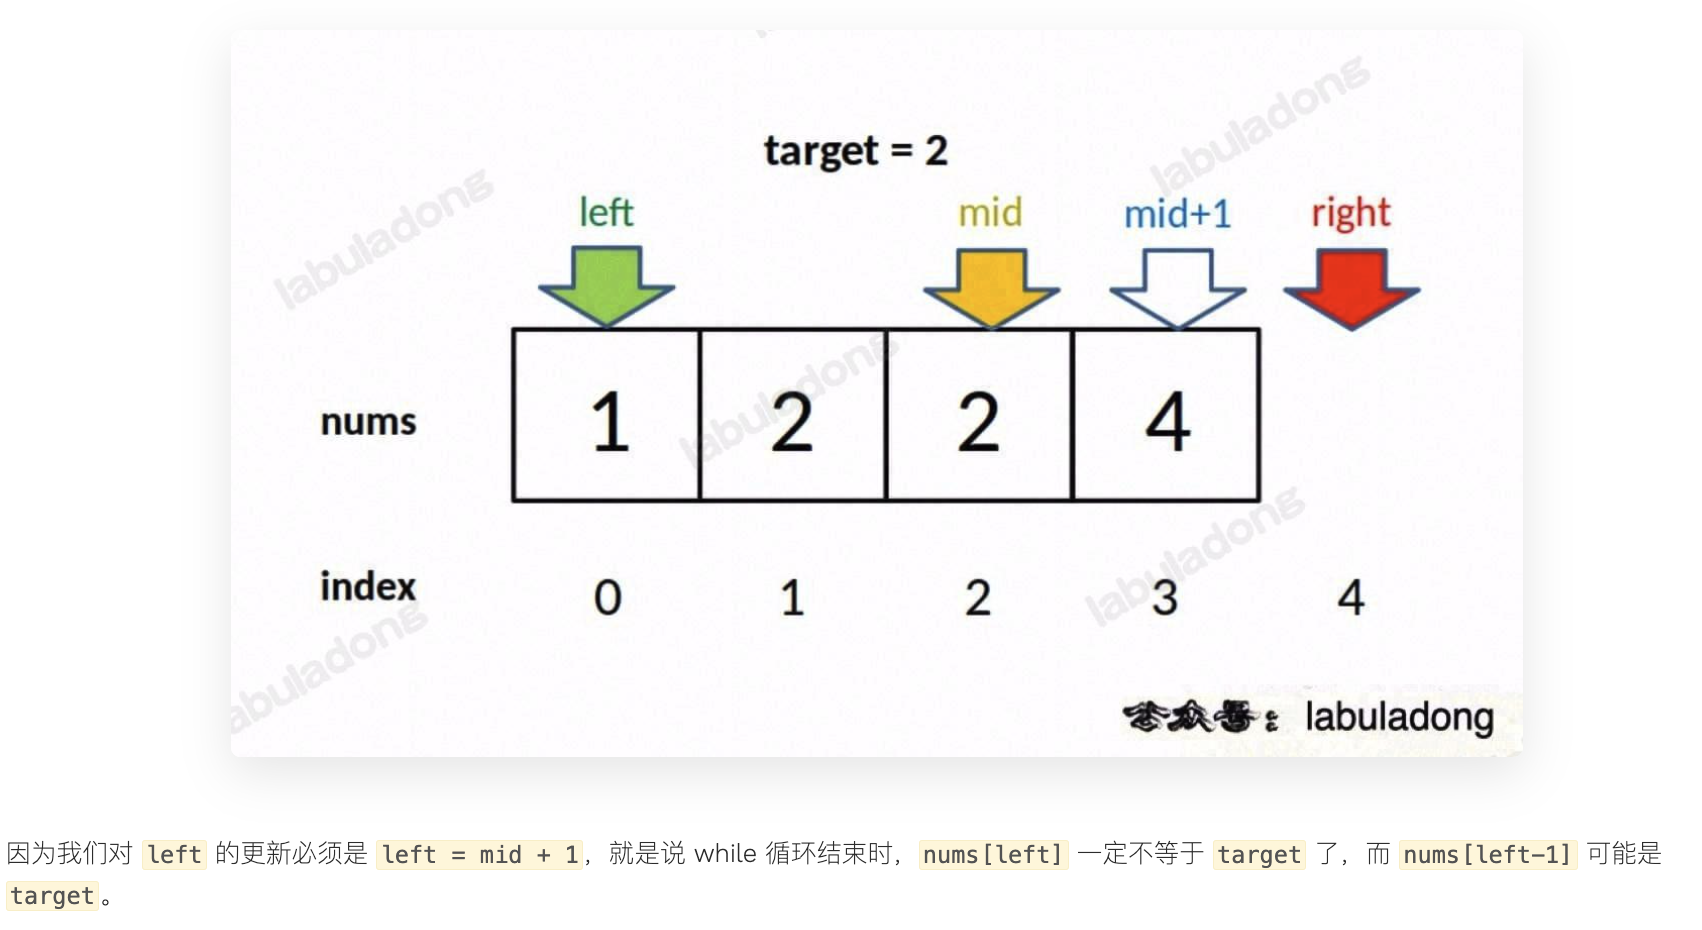 target = 2
left mid mid+1 right
nums 1 2 2 4
index 0 1 2 3 4
公众号： labuladong
labuladong
labuladong
labuladong
labuladong
labuladong
因为我们对 left 的更新必须是 left = mid + 1，就是说 while 循环结束时，nums[left] 一定不等于 target 了，而 nums[left-1] 可能是
target。